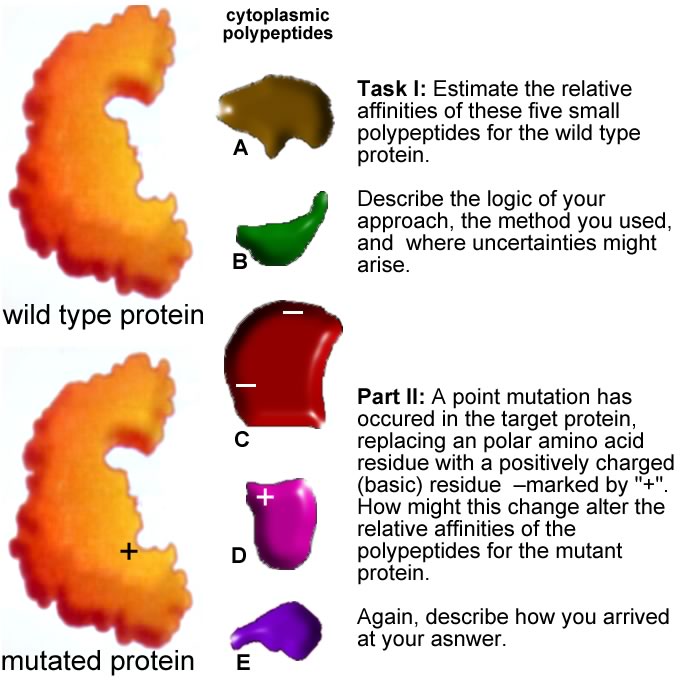 cytoplasmic
polypeptides
Task I: Estimate the relative
affinities of these five small
polypeptides for the wild type
protein.
Describe the logic of your
approach, the method you used,
and where uncertainties might
arise.
A
B
wild type protein
C
D
E
+
–
–
+
mutated protein
Part II: A point mutation has
occured in the target protein,
replacing an polar amino acid
residue with a positively charged
(basic) residue –marked by "+".
How might this change alter the
relative affinities of the
polypeptides for the mutant
protein.
Again, describe how you arrived
at your asnwer.